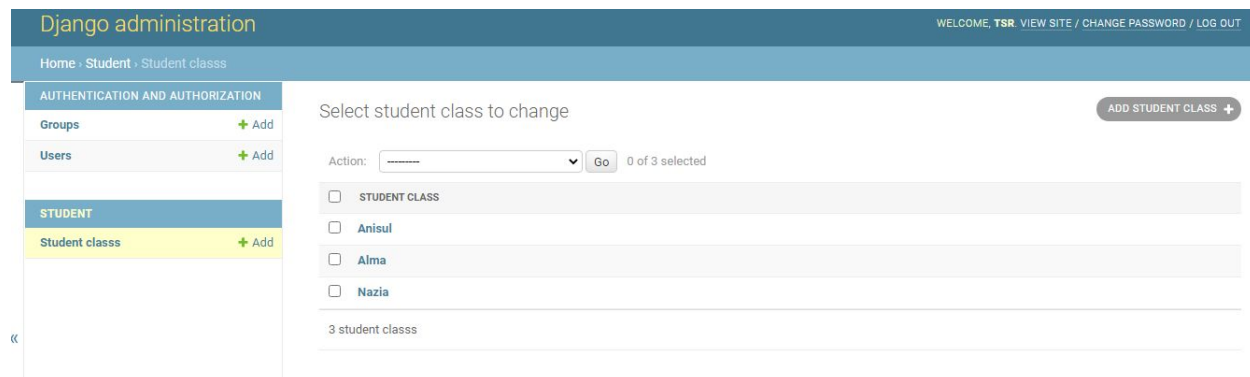 Django administration
WELCOME, TSR. VIEW SITE / CHANGE PASSWORD / LOG OUT
Home › Student › Student classs
AUTHENTICATION AND AUTHORIZATION
Groups + Add
Users + Add
STUDENT
Student classs + Add
«
Select student class to change
ADD STUDENT CLASS +
Action: --------- Go 0 of 3 selected
STUDENT CLASS
Anisul
Alma
Nazia
3 student classs